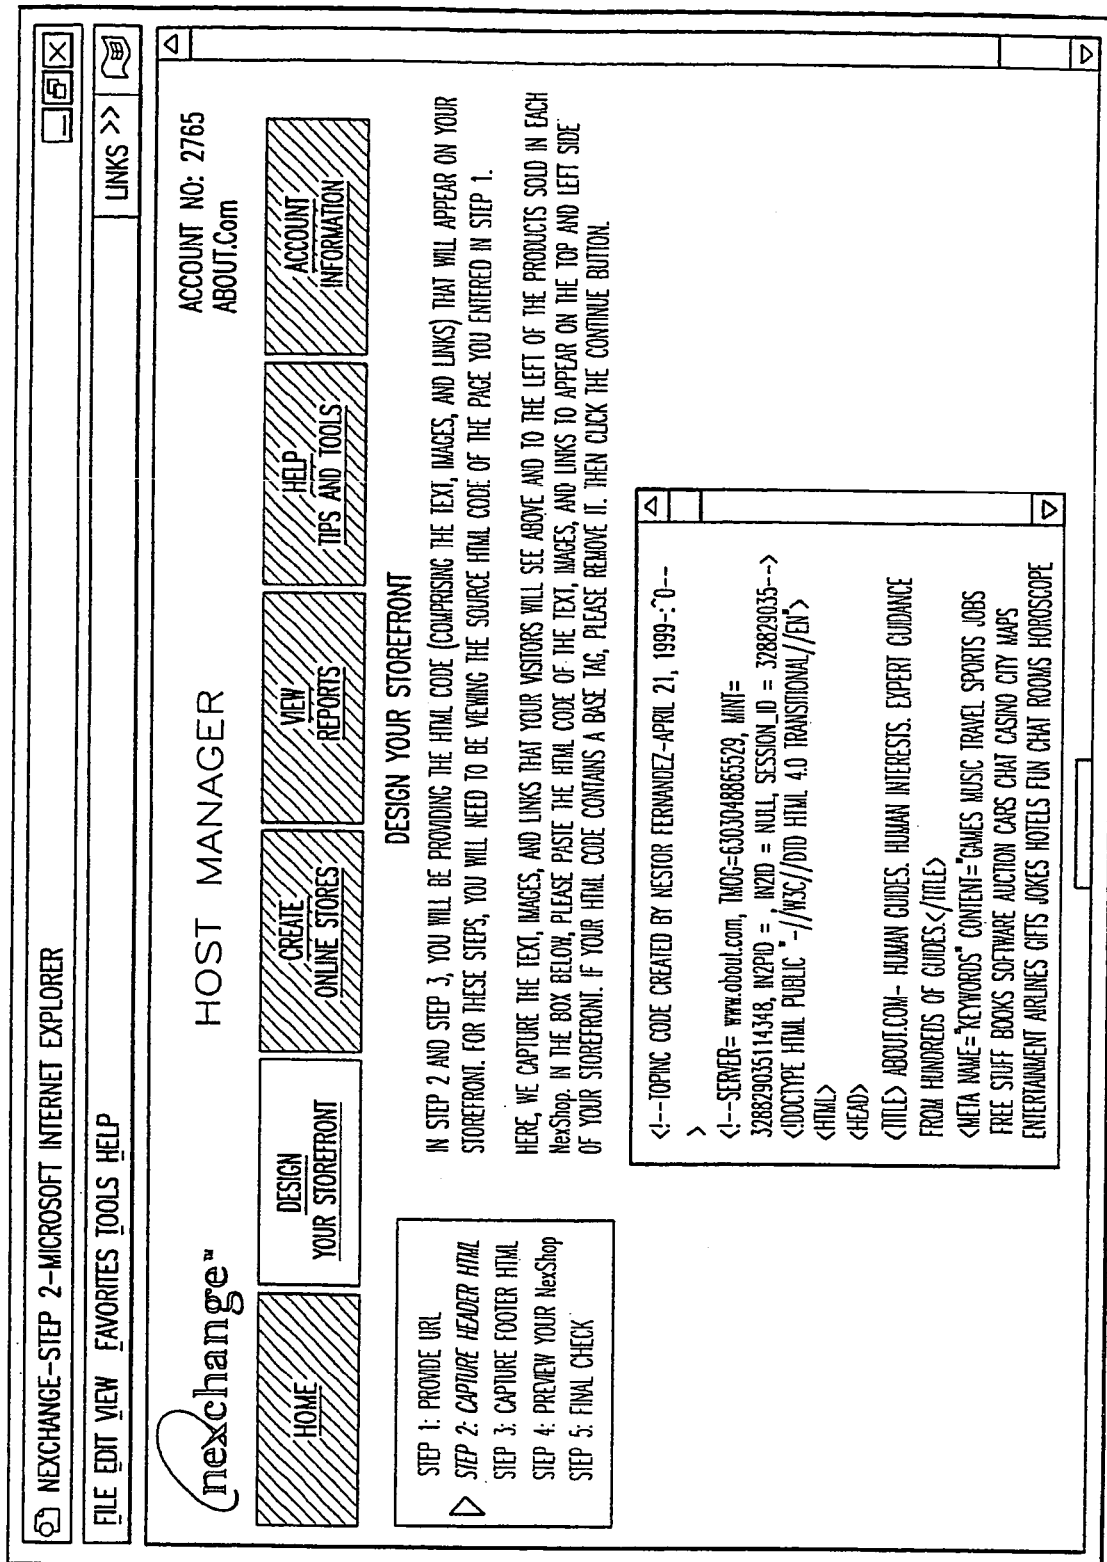 NEXCHANGE-STEP 2-MICROSOFT INTERNET EXPLORER
FILE EDIT VIEW FAVORITES TOOLS HELP
LINKS >>
nexchange™
HOST MANAGER
ACCOUNT NO: 2765
ABOUT.Com
HOME
DESIGN
YOUR STOREFRONT
CREATE
ONLINE STORES
VIEW
REPORTS
HELP
TIPS AND TOOLS
ACCOUNT
INFORMATION
STEP 1: PROVIDE URL
STEP 2: CAPTURE HEADER HTML
STEP 3: CAPTURE FOOTER HTML
STEP 4: PREVIEW YOUR NexShop
STEP 5: FINAL CHECK
DESIGN YOUR STOREFRONT
IN STEP 2 AND STEP 3, YOU WILL BE PROVIDING THE HTML CODE (COMPRISING THE TEXT, IMAGES, AND LINKS) THAT WILL APPEAR ON YOUR
STOREFRONT. FOR THESE STEPS, YOU WILL NEED TO BE VIEWING THE SOURCE HTML CODE OF THE PAGE YOU ENTERED IN STEP 1.
HERE, WE CAPTURE THE TEXT, IMAGES, AND LINKS THAT YOUR VISITORS WILL SEE ABOVE AND TO THE LEFT OF THE PRODUCTS SOLD IN EACH
NexShop. IN THE BOX BELOW, PLEASE PASTE THE HTML CODE OF THE TEXT, IMAGES, AND LINKS TO APPEAR ON THE TOP AND LEFT SIDE
OF YOUR STOREFRONT. IF YOUR HTML CODE CONTAINS A BASE TAG, PLEASE REMOVE IT. THEN CLICK THE CONTINUE BUTTON.
<!--TOPINC CODE CREATED BY NESTOR FERNANDEZ-APRIL 21, 1999-:^0---
>
<!--SERVER= www.about.com, TMOG=6303048865529, MINT=
328829035114348, IN2PID = , IN2ID = NULL, SESSION_ID = 328829035--->
<!DOCTYPE HTML PUBLIC "-//W3C//DTD HTML 4.0 TRANSITIONAL//EN">
<HTML>
<HEAD>
<TITLE> ABOUT.COM- HUMAN GUIDES. HUMAN INTERESTS. EXPERT GUIDANCE
FROM HUNDREDS OF GUIDES.</TITLE>
<META NAME="KEYWORDS" CONTENT="GAMES MUSIC TRAVEL SPORTS JOBS
FREE STUFF BOOKS SOFTWARE AUCTION CARS CHAT CASINO CITY MAPS
ENTERTAINMENT AIRLINES GIFTS JOKES HOTELS FUN CHAT ROOMS HOROSCOPE